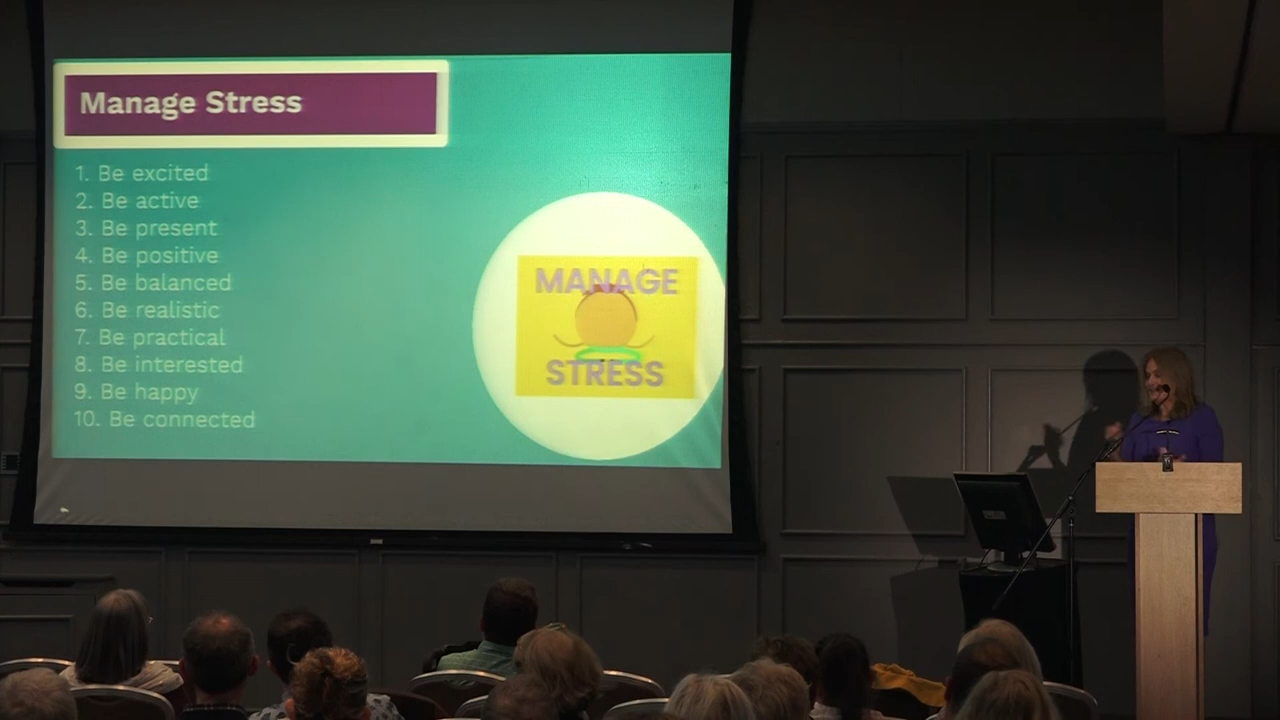 Manage Stress
1. Be excited
2. Be active
3. Be present
4. Be positive
5. Be balanced
6. Be realistic
7. Be practical
8. Be interested
9. Be happy
10. Be connected
MANAGE
STRESS